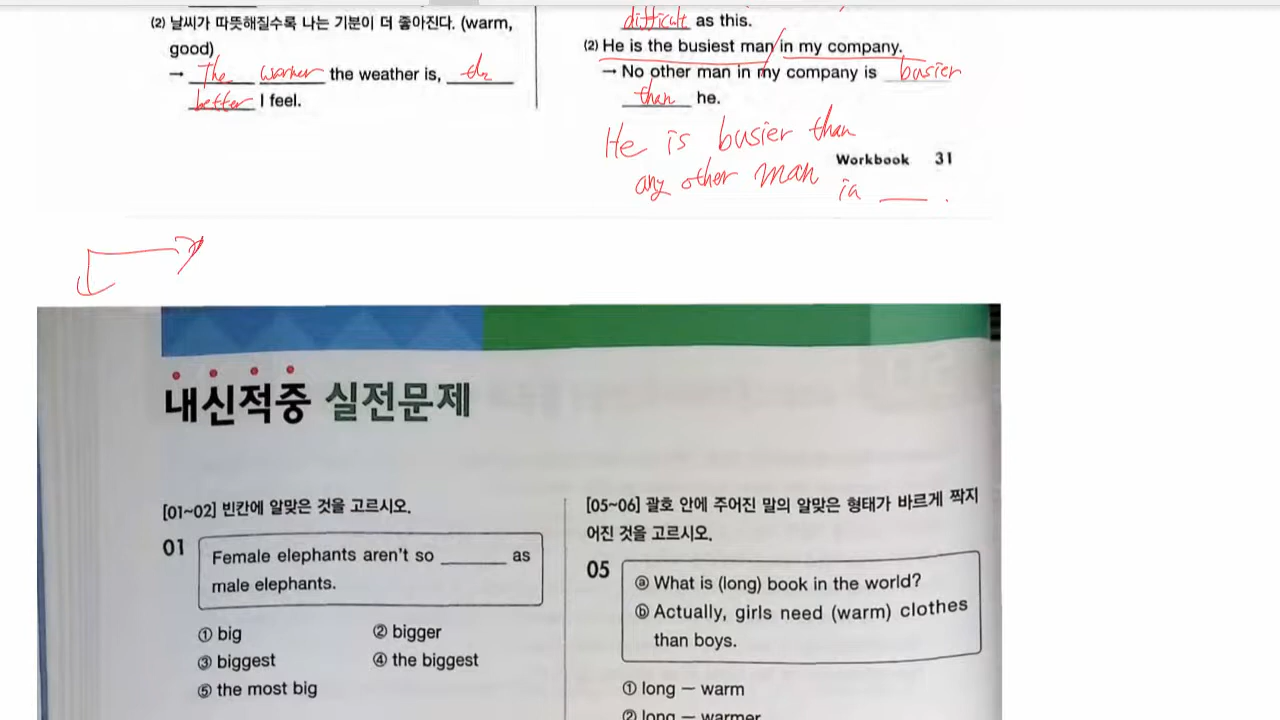 (2) 날씨가 따뜻해질수록 나는 기분이 더 좋아진다. (warm,
good)
→ The warmer the weather is, the
better I feel.
difficult as this.
(2) He is the busiest man in my company.
→ No other man in my company is busier
than he.
He is busier than
any other man in ___.
Workbook 31
내신적중 실전문제
[01~02] 빈칸에 알맞은 것을 고르시오.
01 Female elephants aren't so ______ as
male elephants.
① big ② bigger
③ biggest ④ the biggest
⑤ the most big
[05~06] 괄호 안에 주어진 말의 알맞은 형태가 바르게 짝지
어진 것을 고르시오.
05 ⓐ What is (long) book in the world?
ⓑ Actually, girls need (warm) clothes
than boys.
① long — warm
② long — warmer